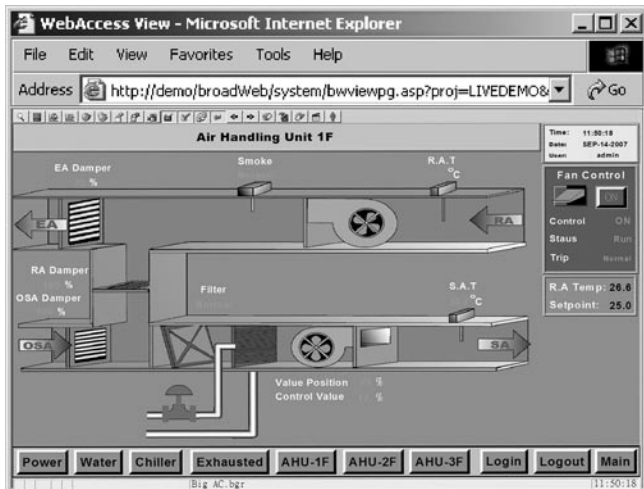 WebAccess View - Microsoft Internet Explorer
File Edit View Favorites Tools Help
Address http://demo/broadWeb/system/bwviewpg.asp?proj=LIVEDEMO& Go
Air Handling Unit 1F
Time: 11:50:18
Date: SEP-14-2007
User: admin
EA Damper
%
Smoke
R.A.T
°C
Fan Control
ON
EA
RA
Control ON
Staus Run
Trip Normal
RA Damper
%
OSA Damper
%
Filter
S.A.T
°C
R.A Temp: 26.6
Setpoint: 25.0
OSA
SA
Value Position %
Control Value %
Power Water Chiller Exhausted AHU-1F AHU-2F AHU-3F Login Logout Main
Big AC.bgr 11:50:18